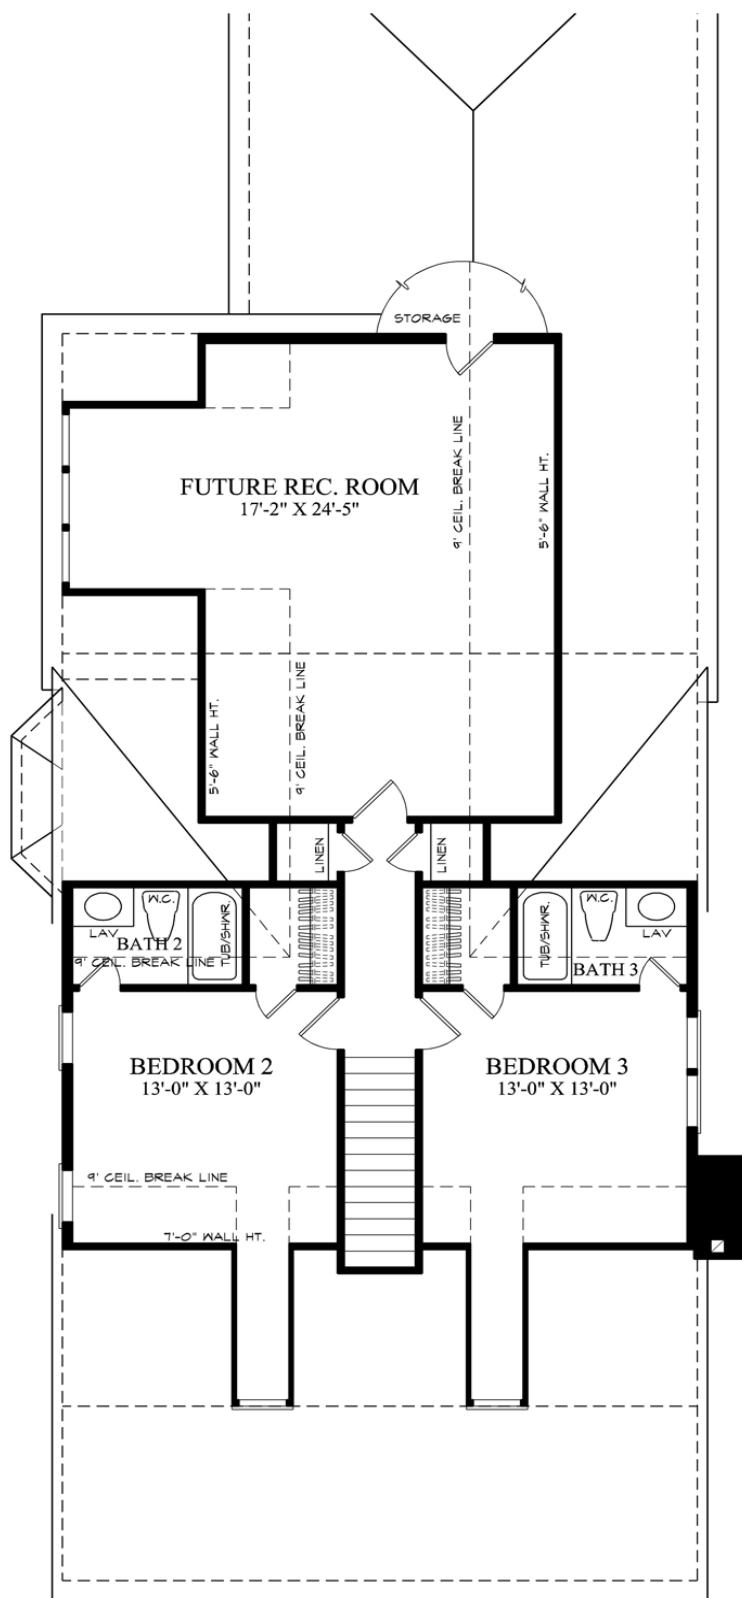 STORAGE
9' CEIL. BREAK LINE
5'-6" WALL HT.
FUTURE REC. ROOM
17'-2" X 24'-5"
5'-6" WALL HT.
9' CEIL. BREAK LINE
LINEN
LINEN
W.C.
LAV
BATH 2
TUB/SHWR.
9' CEIL. BREAK LINE
TUB/SHWR.
W.C.
LAV
BATH 3
BEDROOM 2
13'-0" X 13'-0"
BEDROOM 3
13'-0" X 13'-0"
9' CEIL. BREAK LINE
7'-0" WALL HT.